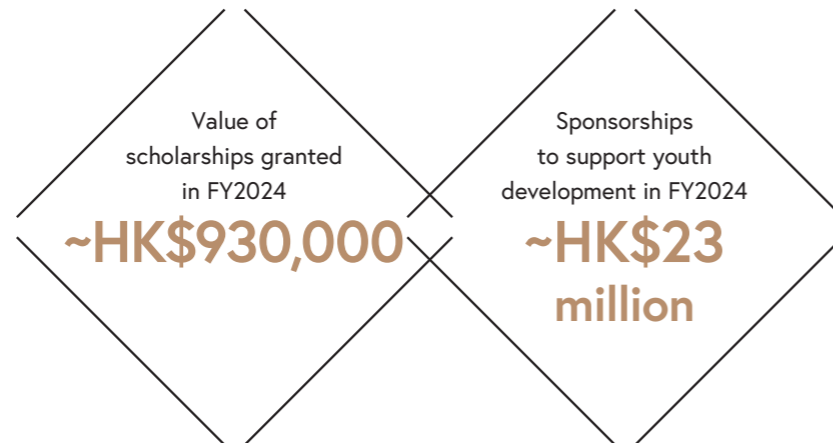 Value of
scholarships granted
in FY2024
~HK$930,000
Sponsorships
to support youth
development in FY2024
~HK$23
million